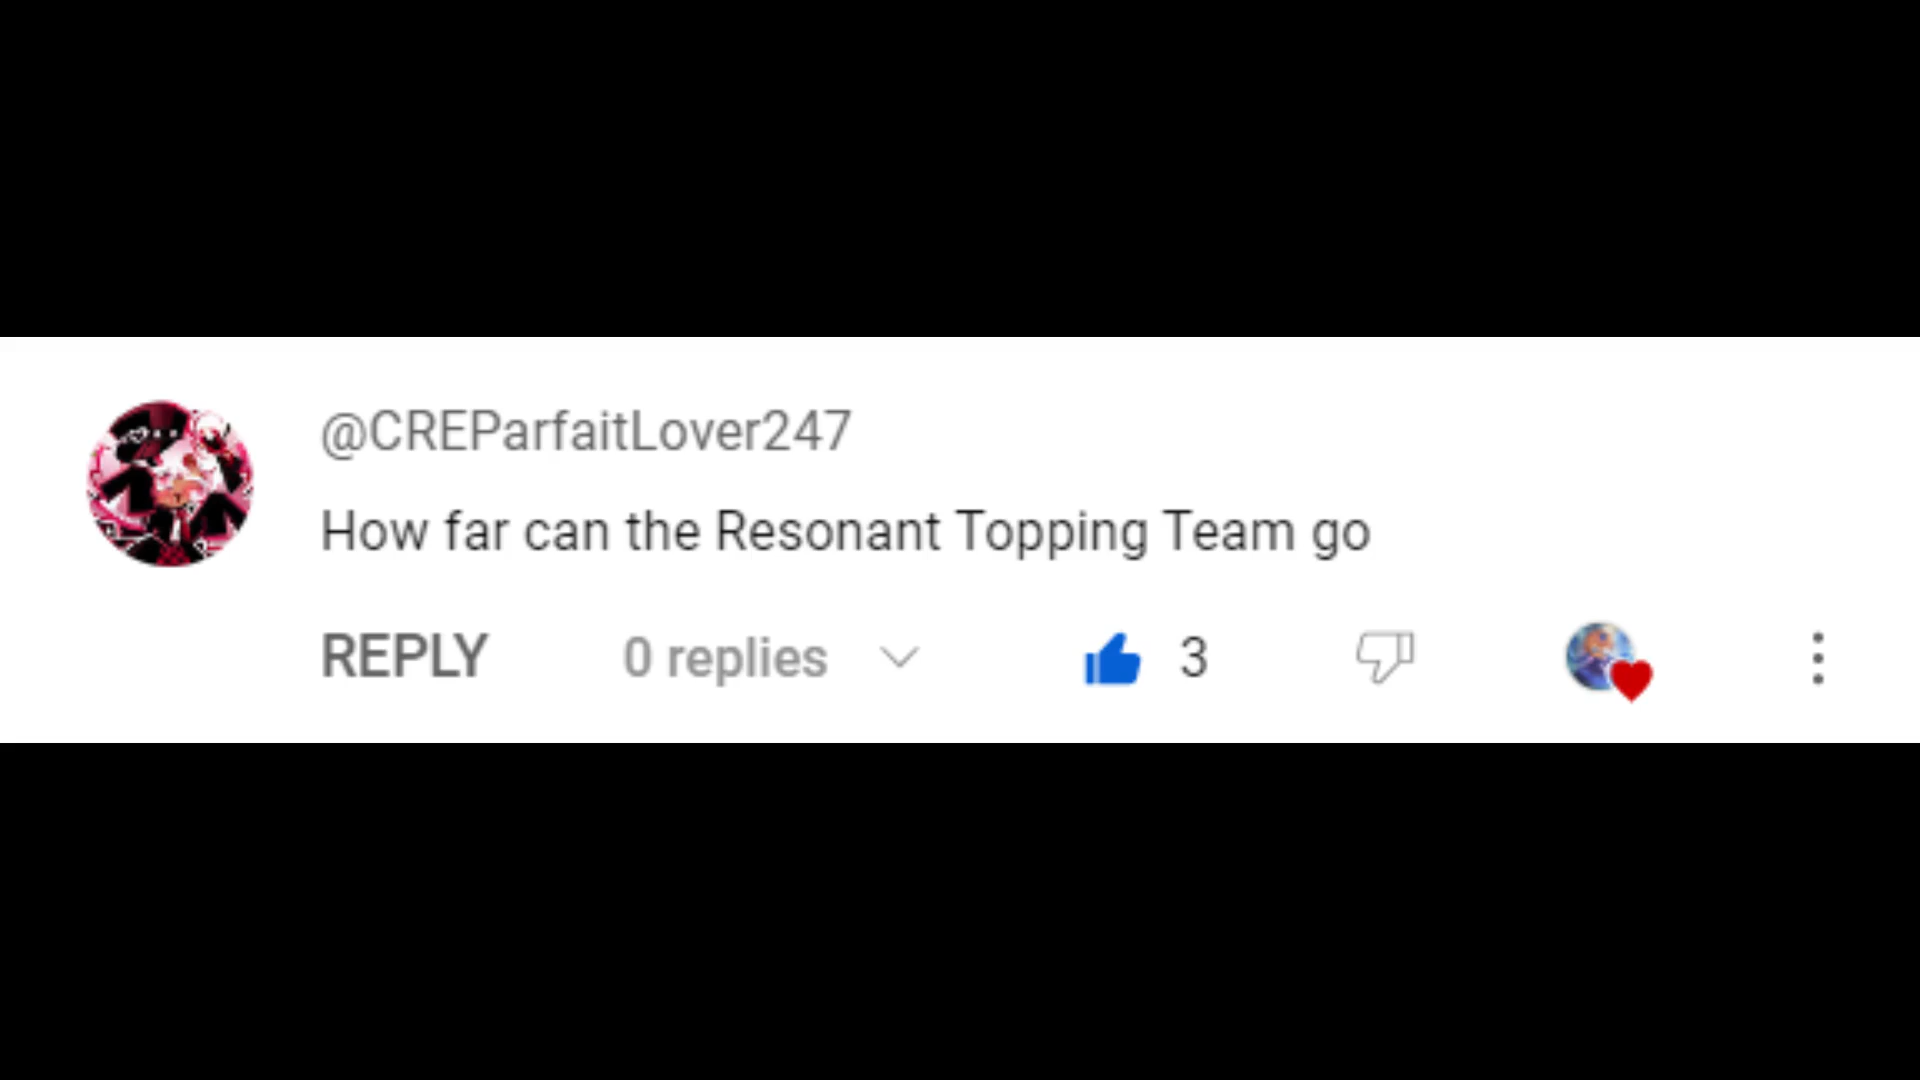 @CREParfaitLover247
How far can the Resonant Topping Team go
REPLY 0 replies 3